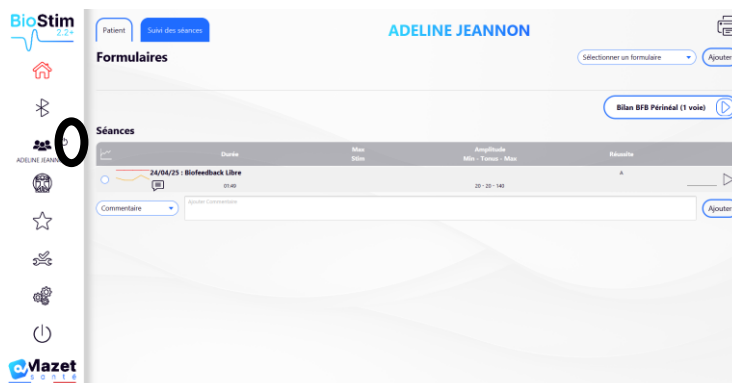 BioStim
2.2+
Patient
Suivi des séances
ADELINE JEANNON
Formulaires
Sélectionner un formulaire
Ajouter
Bilan BFB Périnéal (1 voie)
Séances
ADELINE JEANN
Durée
Max
Stim
Amplitude
Min - Tonus - Max
Réussite
24/04/25 : Biofeedback Libre
A
01:40
20 - 20 - 140
Commentaire
Ajouter Commentaire
Ajouter
Mazet
santé